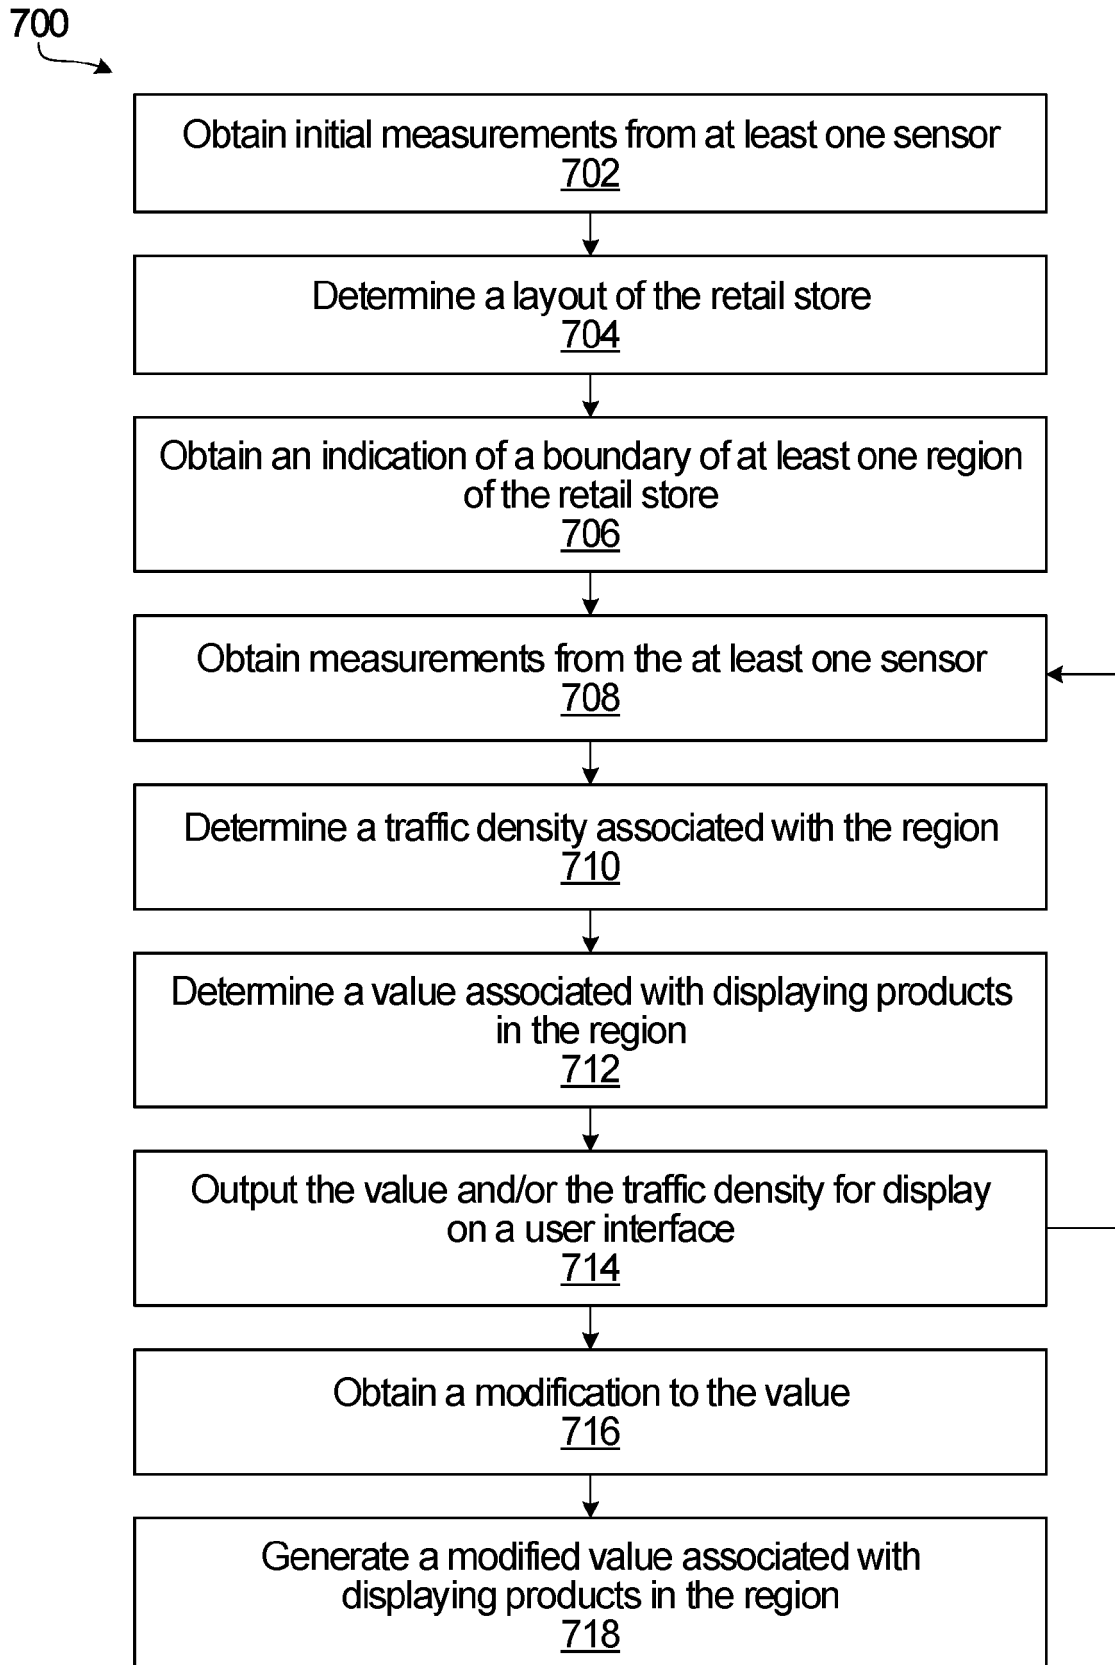 700
Obtain initial measurements from at least one sensor
702
Determine a layout of the retail store
704
Obtain an indication of a boundary of at least one region
of the retail store
706
Obtain measurements from the at least one sensor
708
Determine a traffic density associated with the region
710
Determine a value associated with displaying products
in the region
712
Output the value and/or the traffic density for display
on a user interface
714
Obtain a modification to the value
716
Generate a modified value associated with
displaying products in the region
718